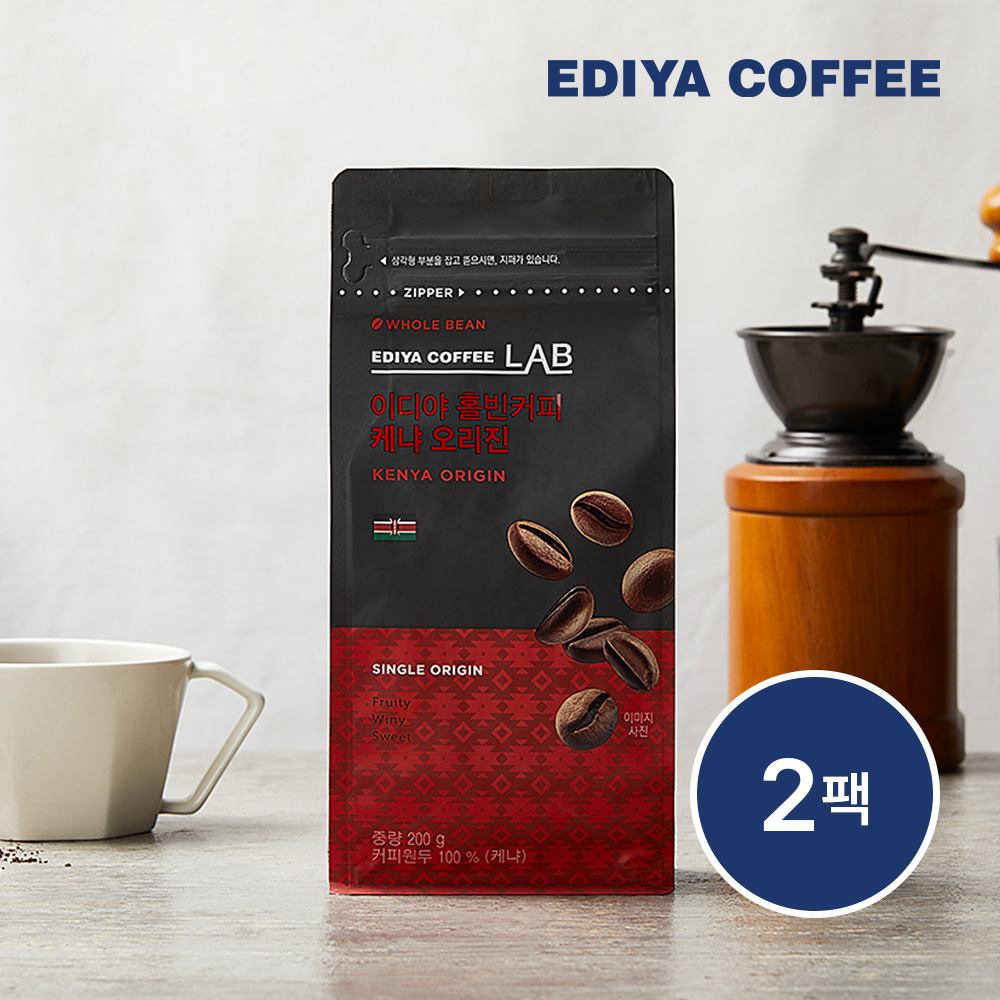 EDIYA COFFEE
삼각형 부분을 잡고 뜯으시면, 지퍼가 있습니다.
ZIPPER
WHOLE BEAN
EDIYA COFFEE LAB
이디야 홀빈커피
케냐 오리진
KENYA ORIGIN
SINGLE ORIGIN
Fruity
Winy
Sweet
이미지
사진
2팩
중량 200 g
커피원두 100 % (케냐)